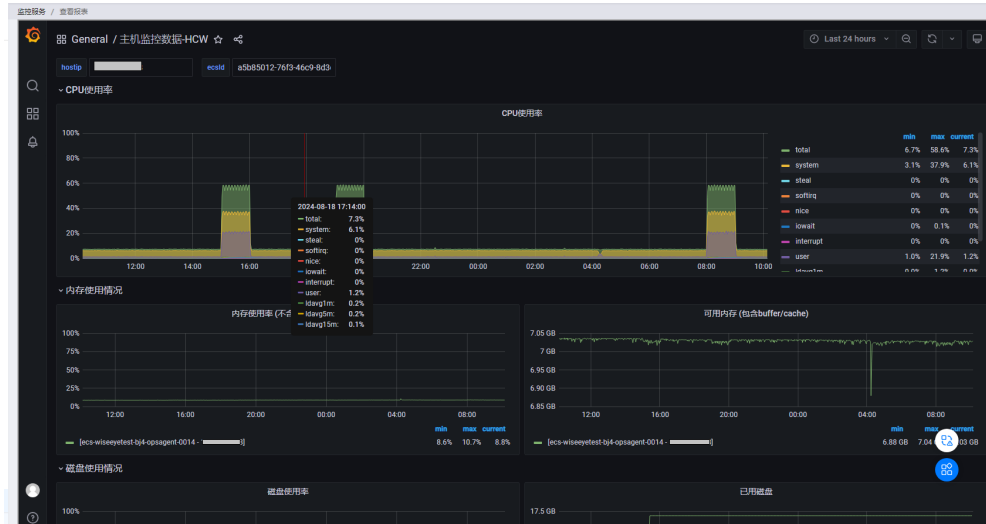 监控服务 / 查看报表
General / 主机监控数据-HCW
Last 24 hours
hostip
ecsid a5b85012-76f3-46c9-8d3
CPU使用率
CPU使用率
100%
80%
60%
40%
20%
0%
12:00 14:00 16:00 22:00 00:00 02:00 04:00 06:00 08:00 10:00
min max current
total 6.7% 58.6% 7.3%
system 3.1% 37.9% 6.1%
steal 0% 0% 0%
softirq 0% 0% 0%
nice 0% 0% 0%
iowait 0% 0.1% 0%
interrupt 0% 0% 0%
user 1.0% 21.9% 1.2%
2024-08-18 17:14:00
total: 7.3%
system: 6.1%
steal: 0%
softirq: 0%
nice: 0%
iowait: 0%
interrupt: 0%
user: 1.2%
ldavg1m: 0.2%
ldavg5m: 0.2%
ldavg15m: 0.1%
内存使用情况
内存使用率 (不含
100%
75%
50%
25%
0%
12:00 16:00 20:00 00:00 04:00 08:00
min max current
[ecs-wiseeyetest-bj4-opsagent-0014 - 8.6% 10.7% 8.8%
可用内存 (包含buffer/cache)
7.05 GB
7 GB
6.95 GB
6.90 GB
6.85 GB
12:00 16:00 20:00 00:00 04:00 08:00
min max current
[ecs-wiseeyetest-bj4-opsagent-0014 - 6.88 GB 7.04 03 GB
磁盘使用情况
磁盘使用率
100%
已用磁盘
17.5 GB